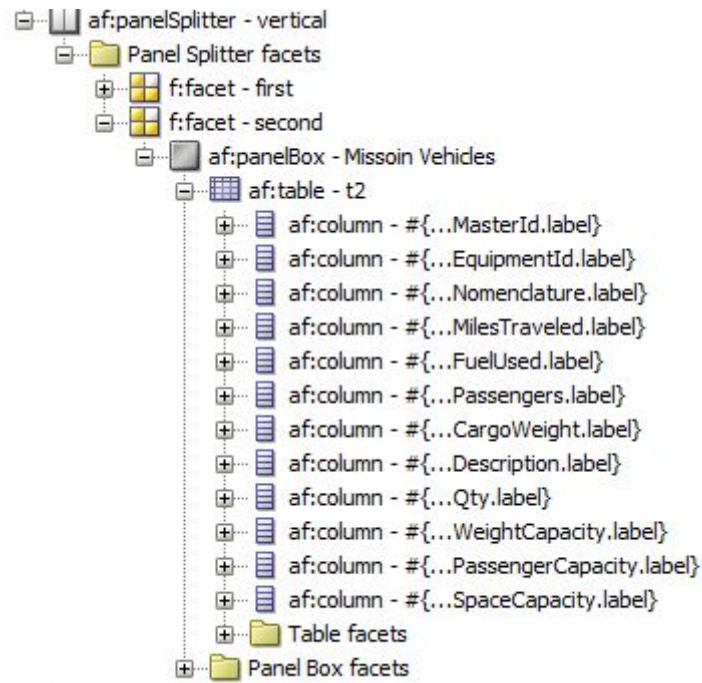 af:panelSplitter - vertical
Panel Splitter facets
f:facet - first
f:facet - second
af:panelBox - Missoin Vehicles
af:table - t2
af:column - #{...MasterId.label}
af:column - #{...EquipmentId.label}
af:column - #{...Nomenclature.label}
af:column - #{...MilesTraveled.label}
af:column - #{...FuelUsed.label}
af:column - #{...Passengers.label}
af:column - #{...CargoWeight.label}
af:column - #{...Description.label}
af:column - #{...Qty.label}
af:column - #{...WeightCapacity.label}
af:column - #{...PassengerCapacity.label}
af:column - #{...SpaceCapacity.label}
Table facets
Panel Box facets